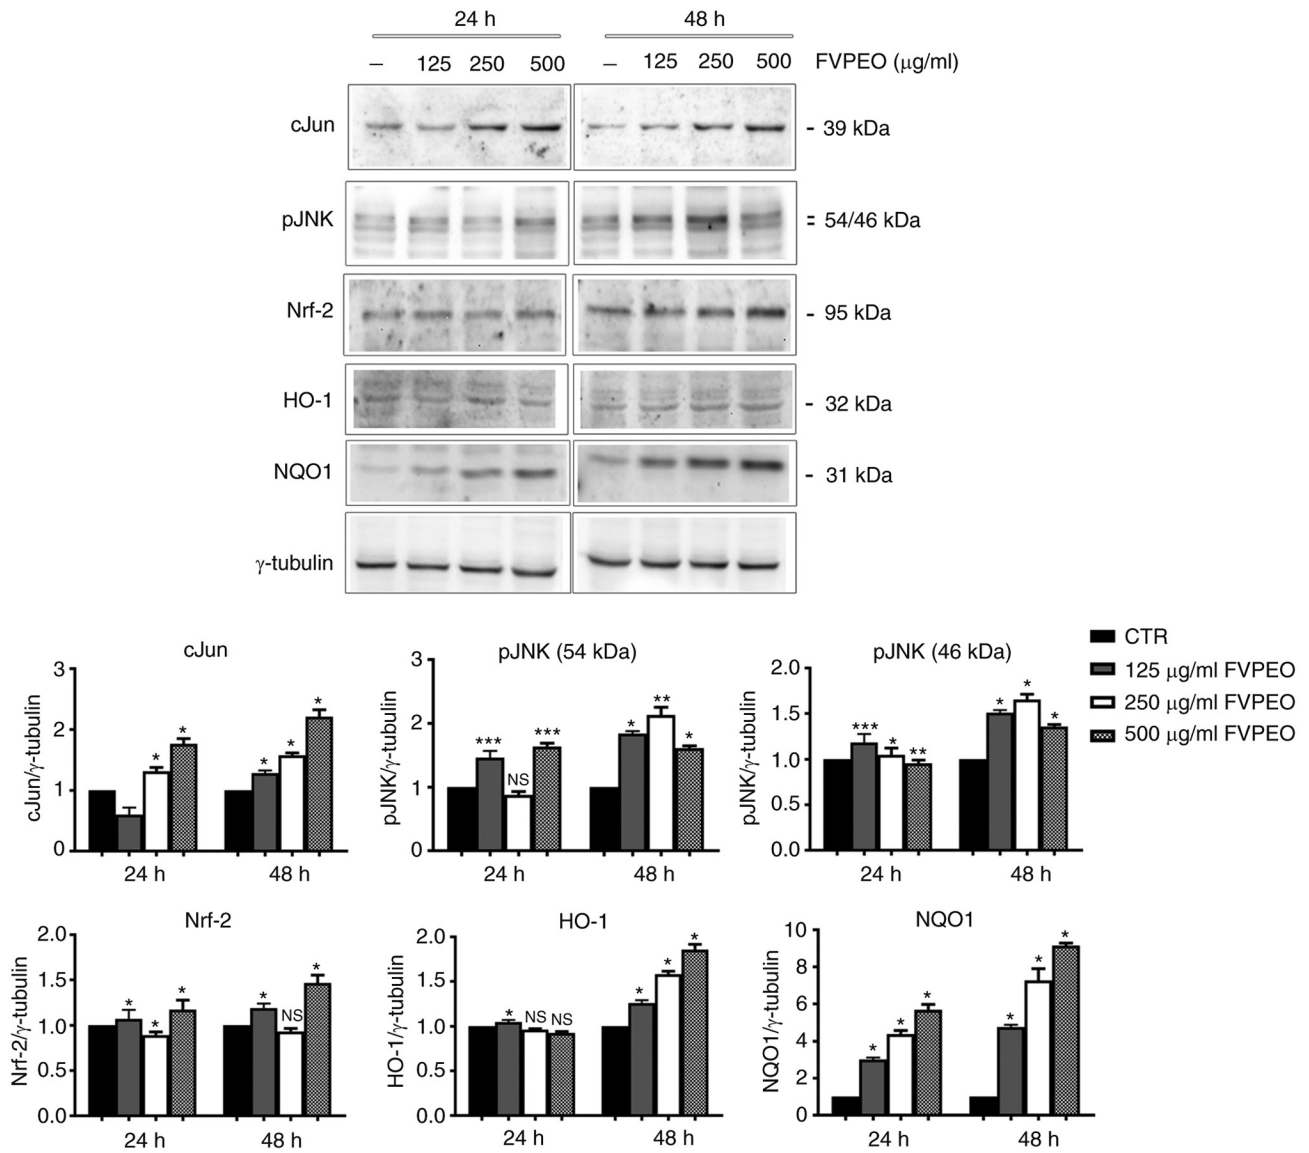 24 h 48 h
– 125 250 500 – 125 250 500 FVPEO (µg/ml)
cJun - 39 kDa
pJNK = 54/46 kDa
Nrf-2 - 95 kDa
HO-1 - 32 kDa
NQO1 - 31 kDa
γ-tubulin
CTR
125 µg/ml FVPEO
250 µg/ml FVPEO
500 µg/ml FVPEO
cJun
cJun/γ-tubulin
3
2
1
0
* * * * *
24 h 48 h
pJNK (54 kDa)
pJNK/γ-tubulin
3
2
1
0
*** NS *** * ** *
24 h 48 h
pJNK (46 kDa)
pJNK/γ-tubulin
2.0
1.5
1.0
0.5
0.0
*** * ** * * *
24 h 48 h
Nrf-2
Nrf-2/γ-tubulin
2.0
1.5
1.0
0.5
0.0
* * * * NS *
24 h 48 h
HO-1
HO-1/γ-tubulin
2.0
1.5
1.0
0.5
0.0
* NS NS * * *
24 h 48 h
NQO1
NQO1/γ-tubulin
10
8
6
4
2
0
* * * * * *
24 h 48 h